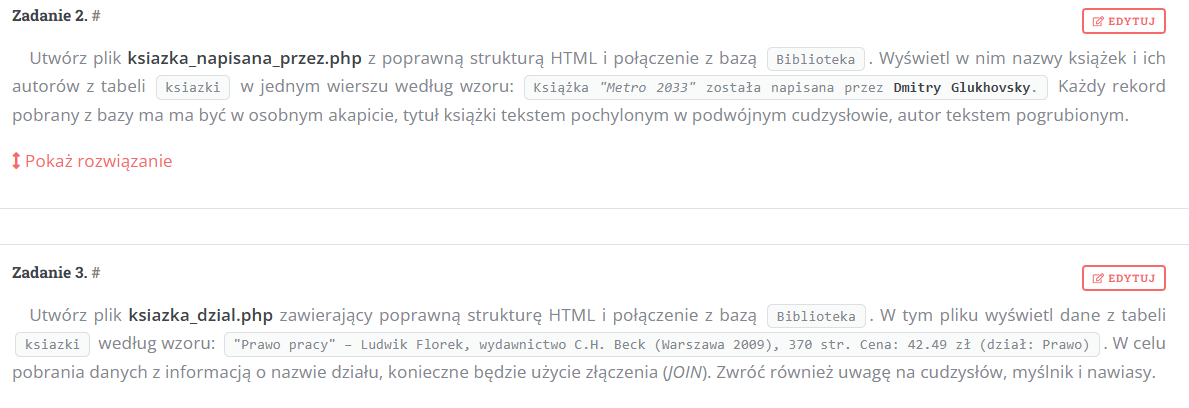 Zadanie 2. #
EDYTUJ
Utwórz plik ksiazka_napisana_przez.php z poprawną strukturą HTML i połączenie z bazą Biblioteka. Wyświetl w nim nazwy książek i ich
autorów z tabeli ksiazki w jednym wierszu według wzoru: Książka "Metro 2033" została napisana przez Dmitry Glukhovsky. Każdy rekord
pobrany z bazy ma ma być w osobnym akapicie, tytuł książki tekstem pochylonym w podwójnym cudzysłowie, autor tekstem pogrubionym.
Pokaż rozwiązanie
Zadanie 3. #
EDYTUJ
Utwórz plik ksiazka_dzial.php zawierający poprawną strukturę HTML i połączenie z bazą Biblioteka. W tym pliku wyświetl dane z tabeli
ksiazki według wzoru: "Prawo pracy" – Ludwik Florek, wydawnictwo C.H. Beck (Warszawa 2009), 370 str. Cena: 42.49 zł (dział: Prawo). W celu
pobrania danych z informacją o nazwie działu, konieczne będzie użycie złączenia (JOIN). Zwróć również uwagę na cudzysłów, myślnik i nawiasy.